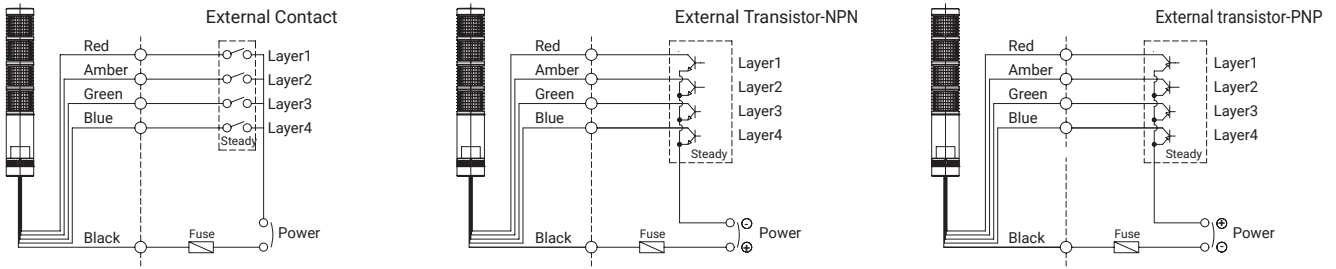 External Contact
Red
Layer1
Amber
Layer2
Green
Layer3
Blue
Layer4
Steady
Black
Fuse
Power
External Transistor-NPN
Red
Layer1
Amber
Layer2
Green
Layer3
Blue
Layer4
Steady
Black
Fuse
Power
External transistor-PNP
Red
Layer1
Amber
Layer2
Green
Layer3
Blue
Layer4
Steady
Black
Fuse
Power